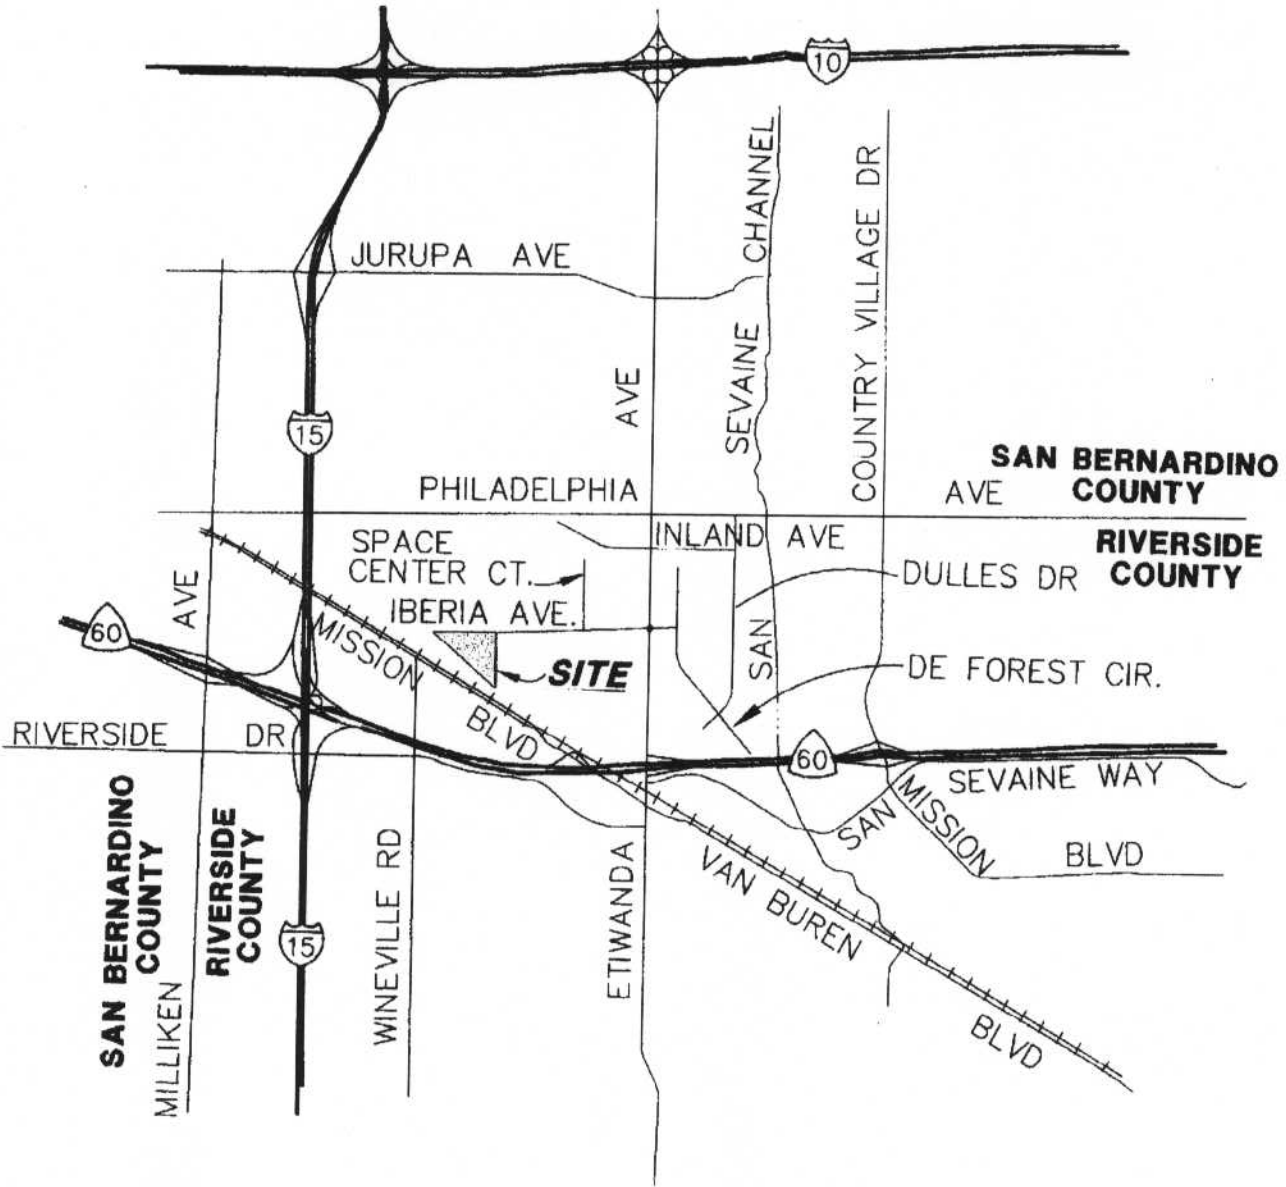 10
JURUPA AVE
SAN SEVAINE CHANNEL
COUNTRY VILLAGE DR
15
ETIWANDA AVE
PHILADELPHIA AVE
SAN BERNARDINO
COUNTY
RIVERSIDE
COUNTY
INLAND AVE
SPACE
CENTER CT.
IBERIA AVE.
DULLES DR
MISSION BLVD
SITE
DE FOREST CIR.
60
RIVERSIDE DR
60
SAN SEVAINE WAY
MISSION BLVD
SAN BERNARDINO
COUNTY
RIVERSIDE
COUNTY
MILLIKEN AVE
15
WINEVILLE RD
VAN BUREN BLVD